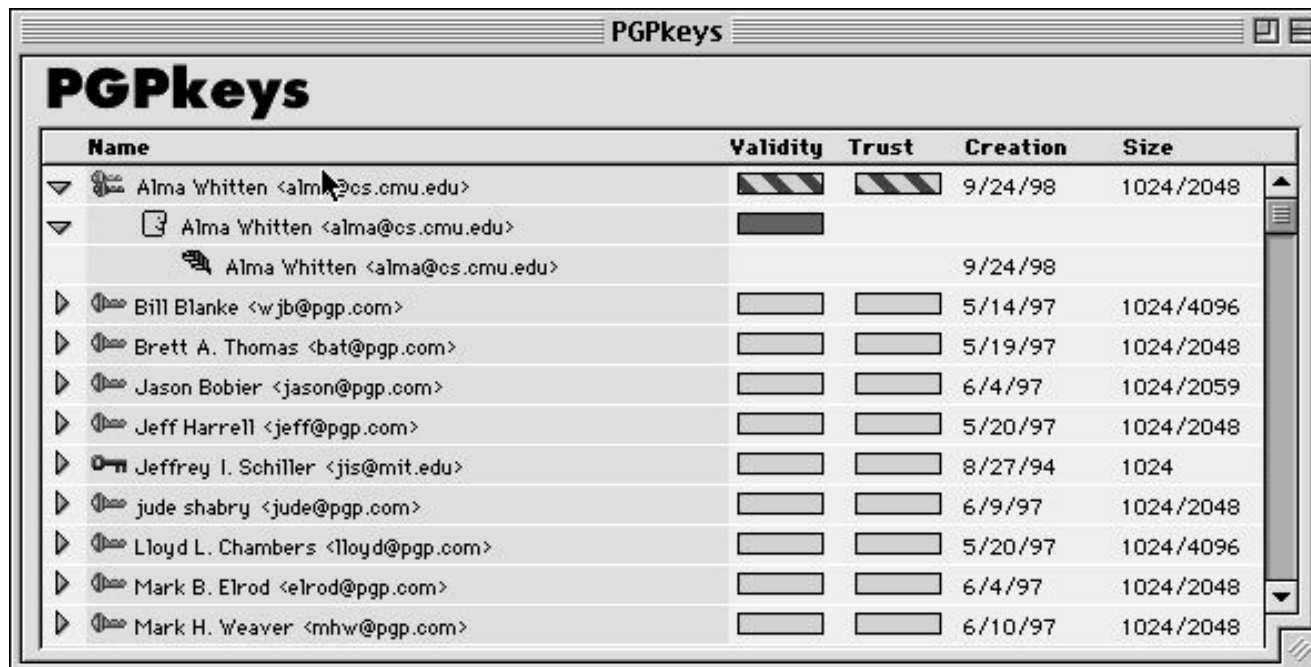 PGPkeys
PGPkeys
Name Validity Trust Creation Size
Alma Whitten <alma@cs.cmu.edu> 9/24/98 1024/2048
Alma Whitten <alma@cs.cmu.edu>
Alma Whitten <alma@cs.cmu.edu> 9/24/98
Bill Blanke <wjb@pgp.com> 5/14/97 1024/4096
Brett A. Thomas <bat@pgp.com> 5/19/97 1024/2048
Jason Bobier <jason@pgp.com> 6/4/97 1024/2059
Jeff Harrell <jeff@pgp.com> 5/20/97 1024/2048
Jeffrey I. Schiller <jis@mit.edu> 8/27/94 1024
jude shabry <jude@pgp.com> 6/9/97 1024/2048
Lloyd L. Chambers <lloyd@pgp.com> 5/20/97 1024/4096
Mark B. Elrod <elrod@pgp.com> 6/4/97 1024/2048
Mark H. Weaver <mhw@pgp.com> 6/10/97 1024/2048